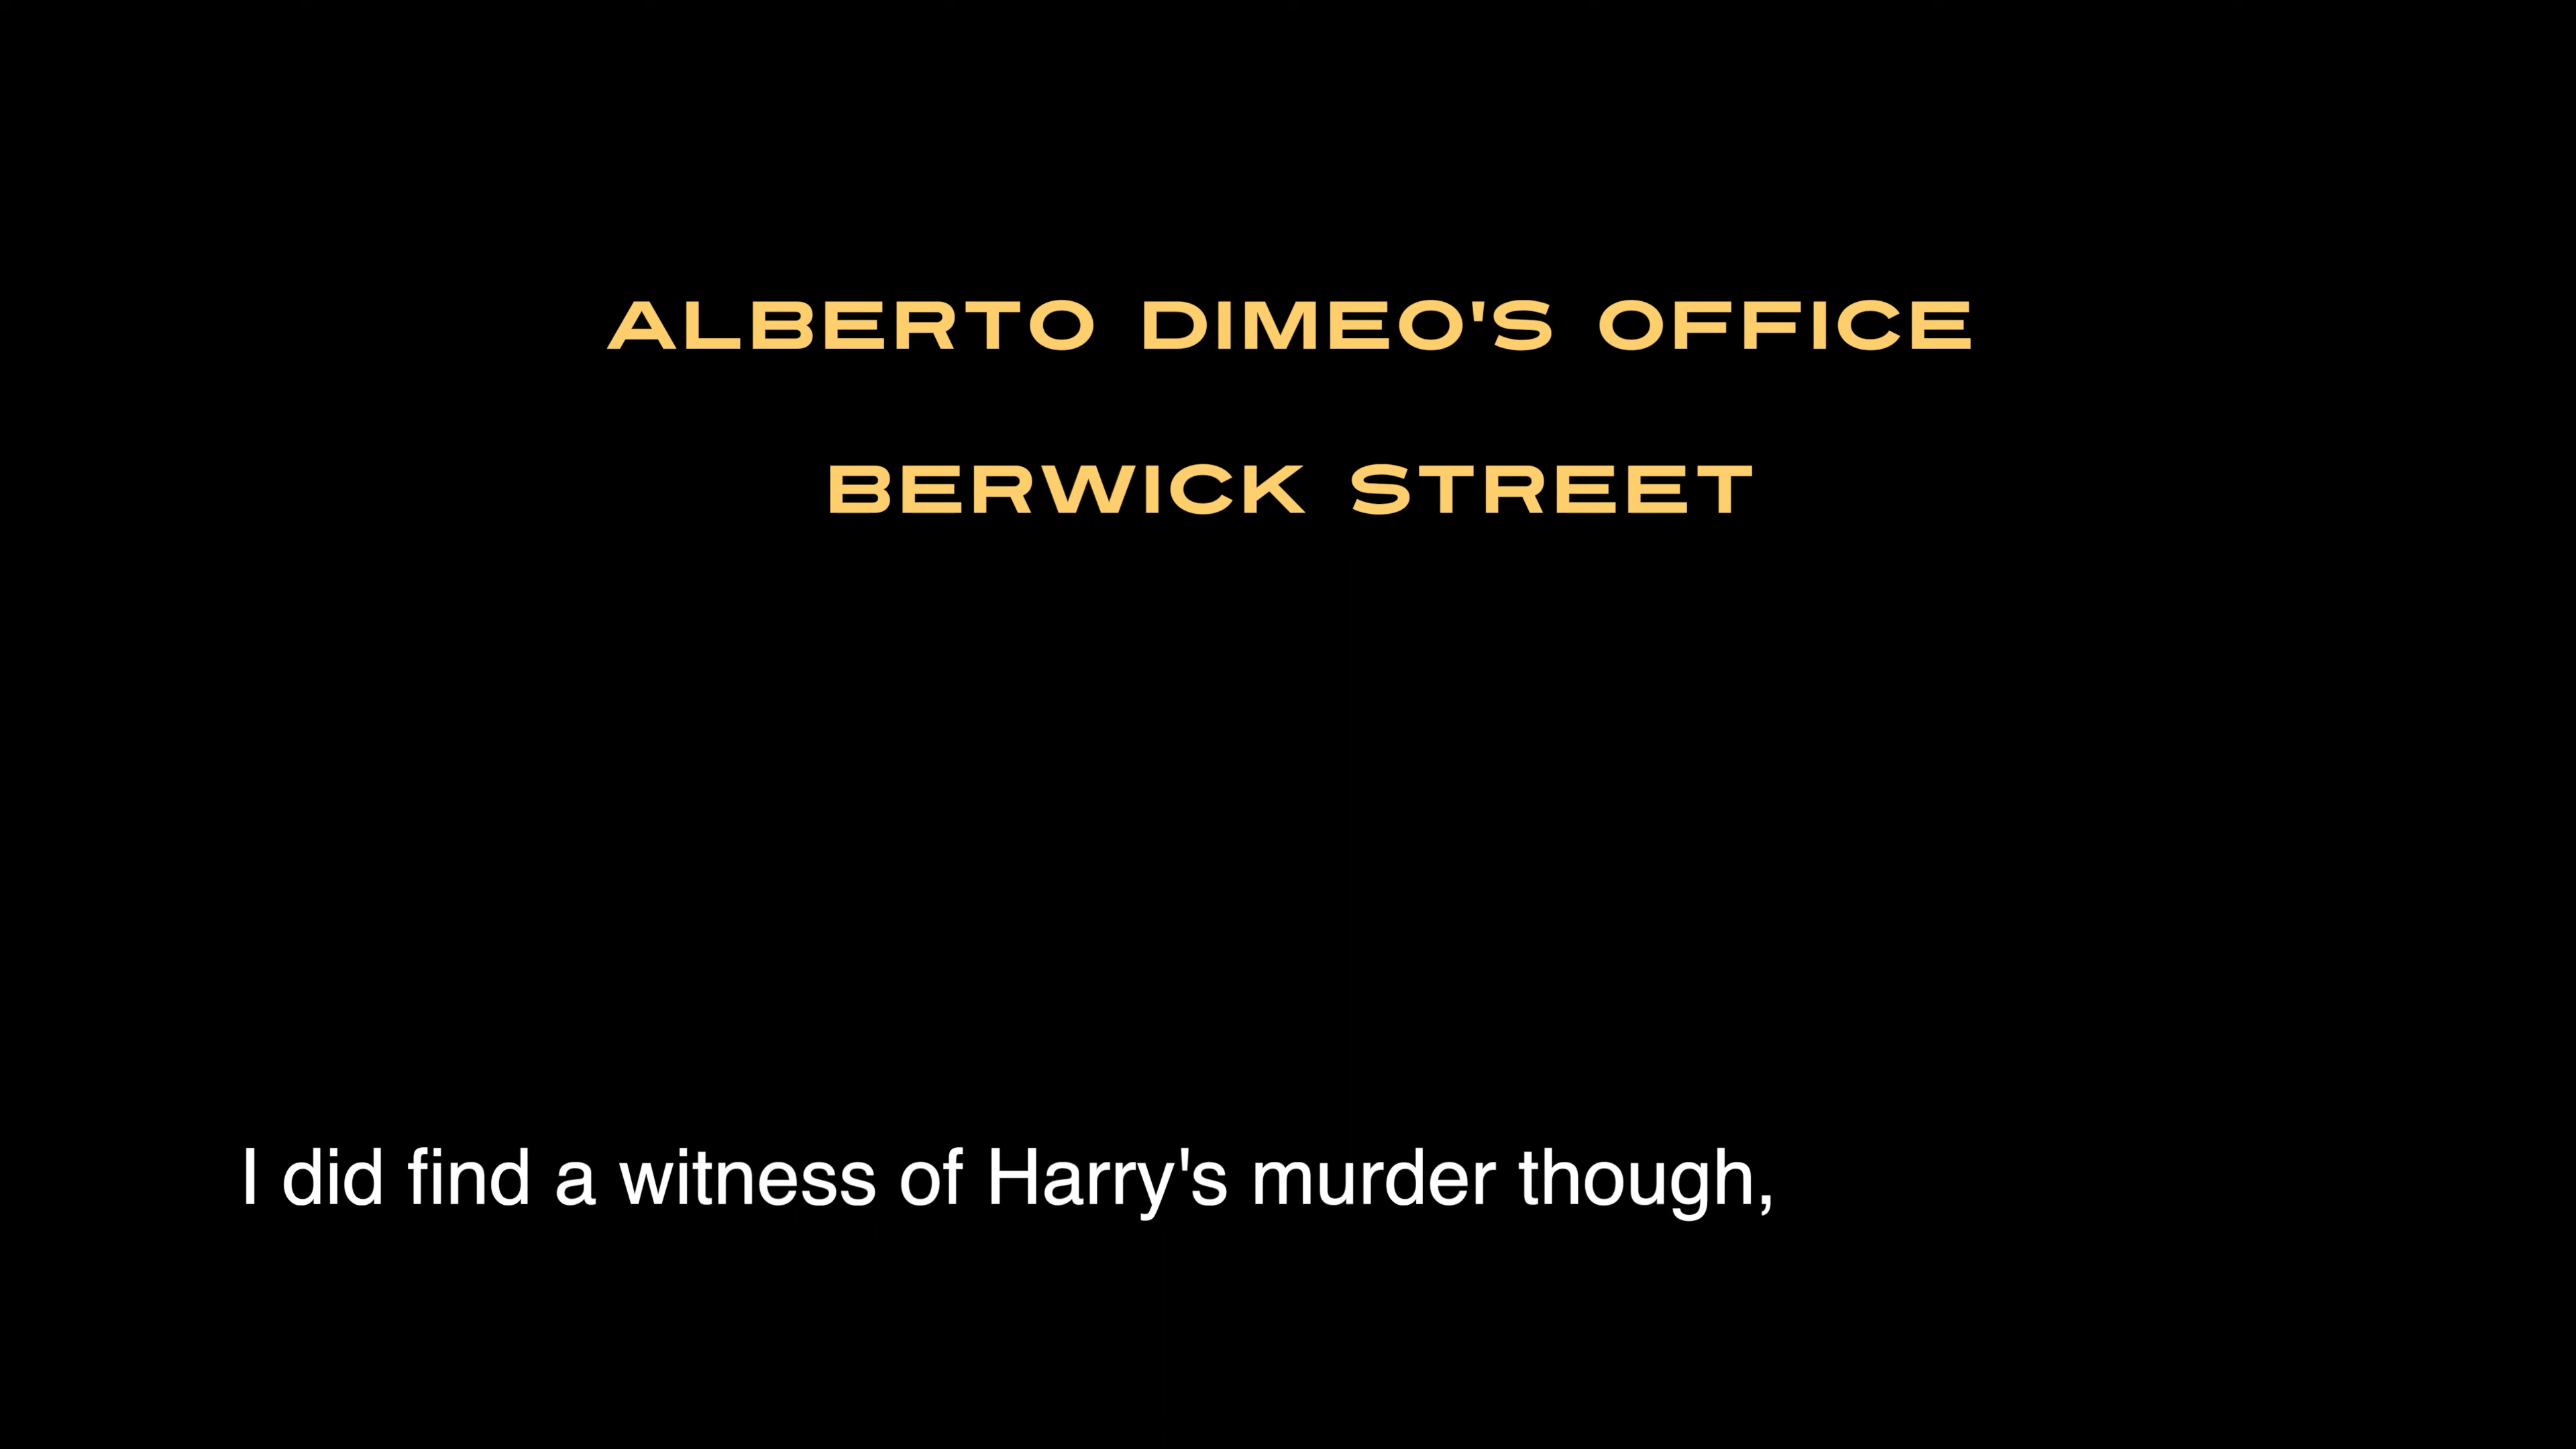 ALBERTO DIMEO'S OFFICE
BERWICK STREET
I did find a witness of Harry's murder though,